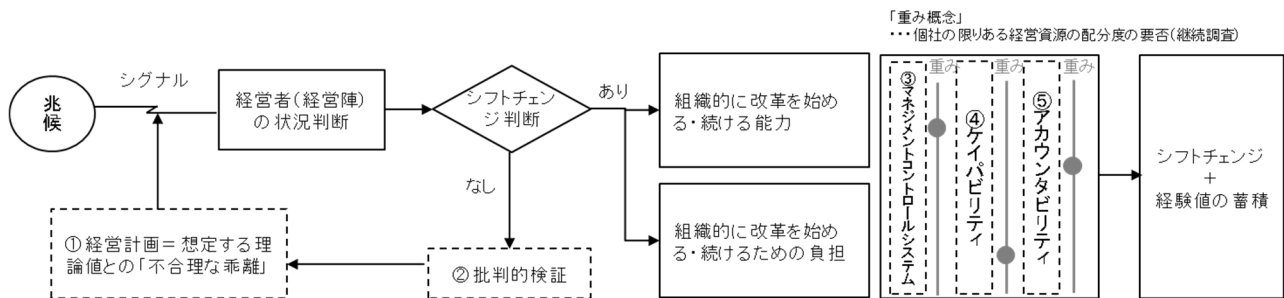 「重み概念」
・・・個社の限りある経営資源の配分度の要否(継続調査)
兆
候
シグナル
経営者(経営陣)
の状況判断
シフトチェン
ジ判断
あり
なし
組織的に改革を始め
る・続ける能力
組織的に改革を始め
る・続けるための負担
③マネジメントコントロールシステム
重み
④ケイパビリティ
重み
⑤アカウンタビリティ
重み
シフトチェンジ
+
経験値の蓄積
①経営計画=想定する理
論値との「不合理な乖離」
②批判的検証